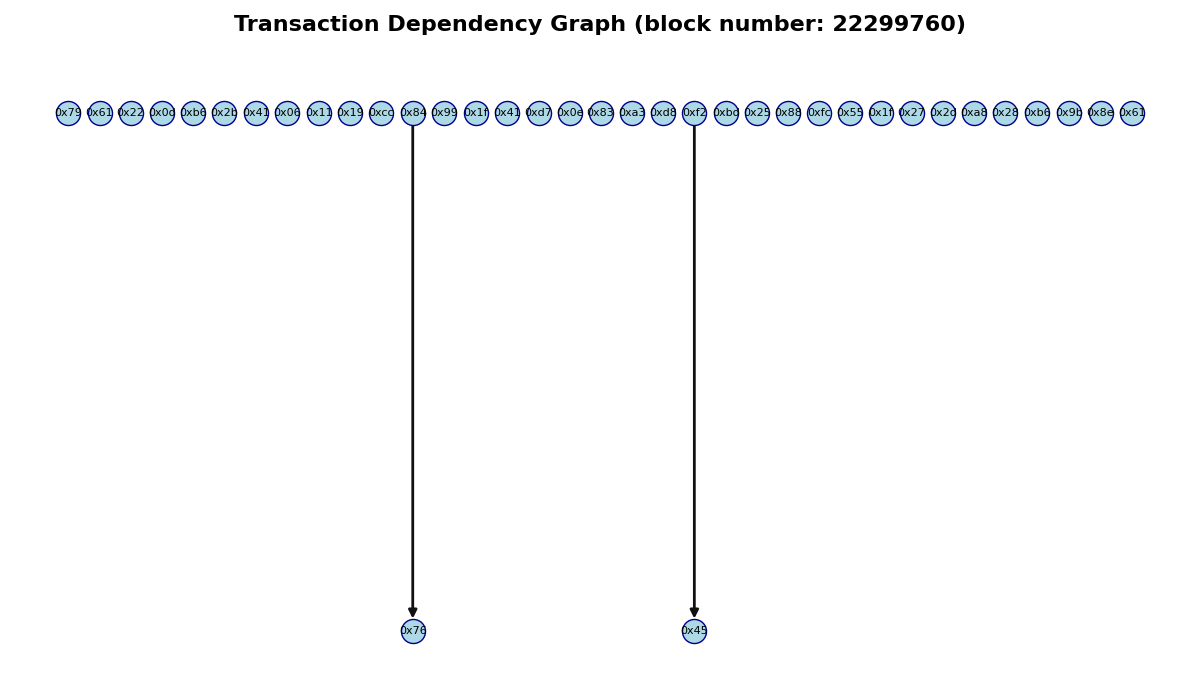 Transaction Dependency Graph (block number: 22299760)
0x79 0x61 0x22 0x0d 0xb6 0x2b 0x41 0x06 0x11 0x19 0xcc 0x84 0x99 0x1f 0x41 0xd7 0x0e 0x83 0xa3 0xd8 0xf2 0xbd 0x25 0x88 0xfc 0x55 0x1f 0x27 0x2d 0xa8 0x28 0xb6 0x9b 0x8e 0x61
0x76 0x45